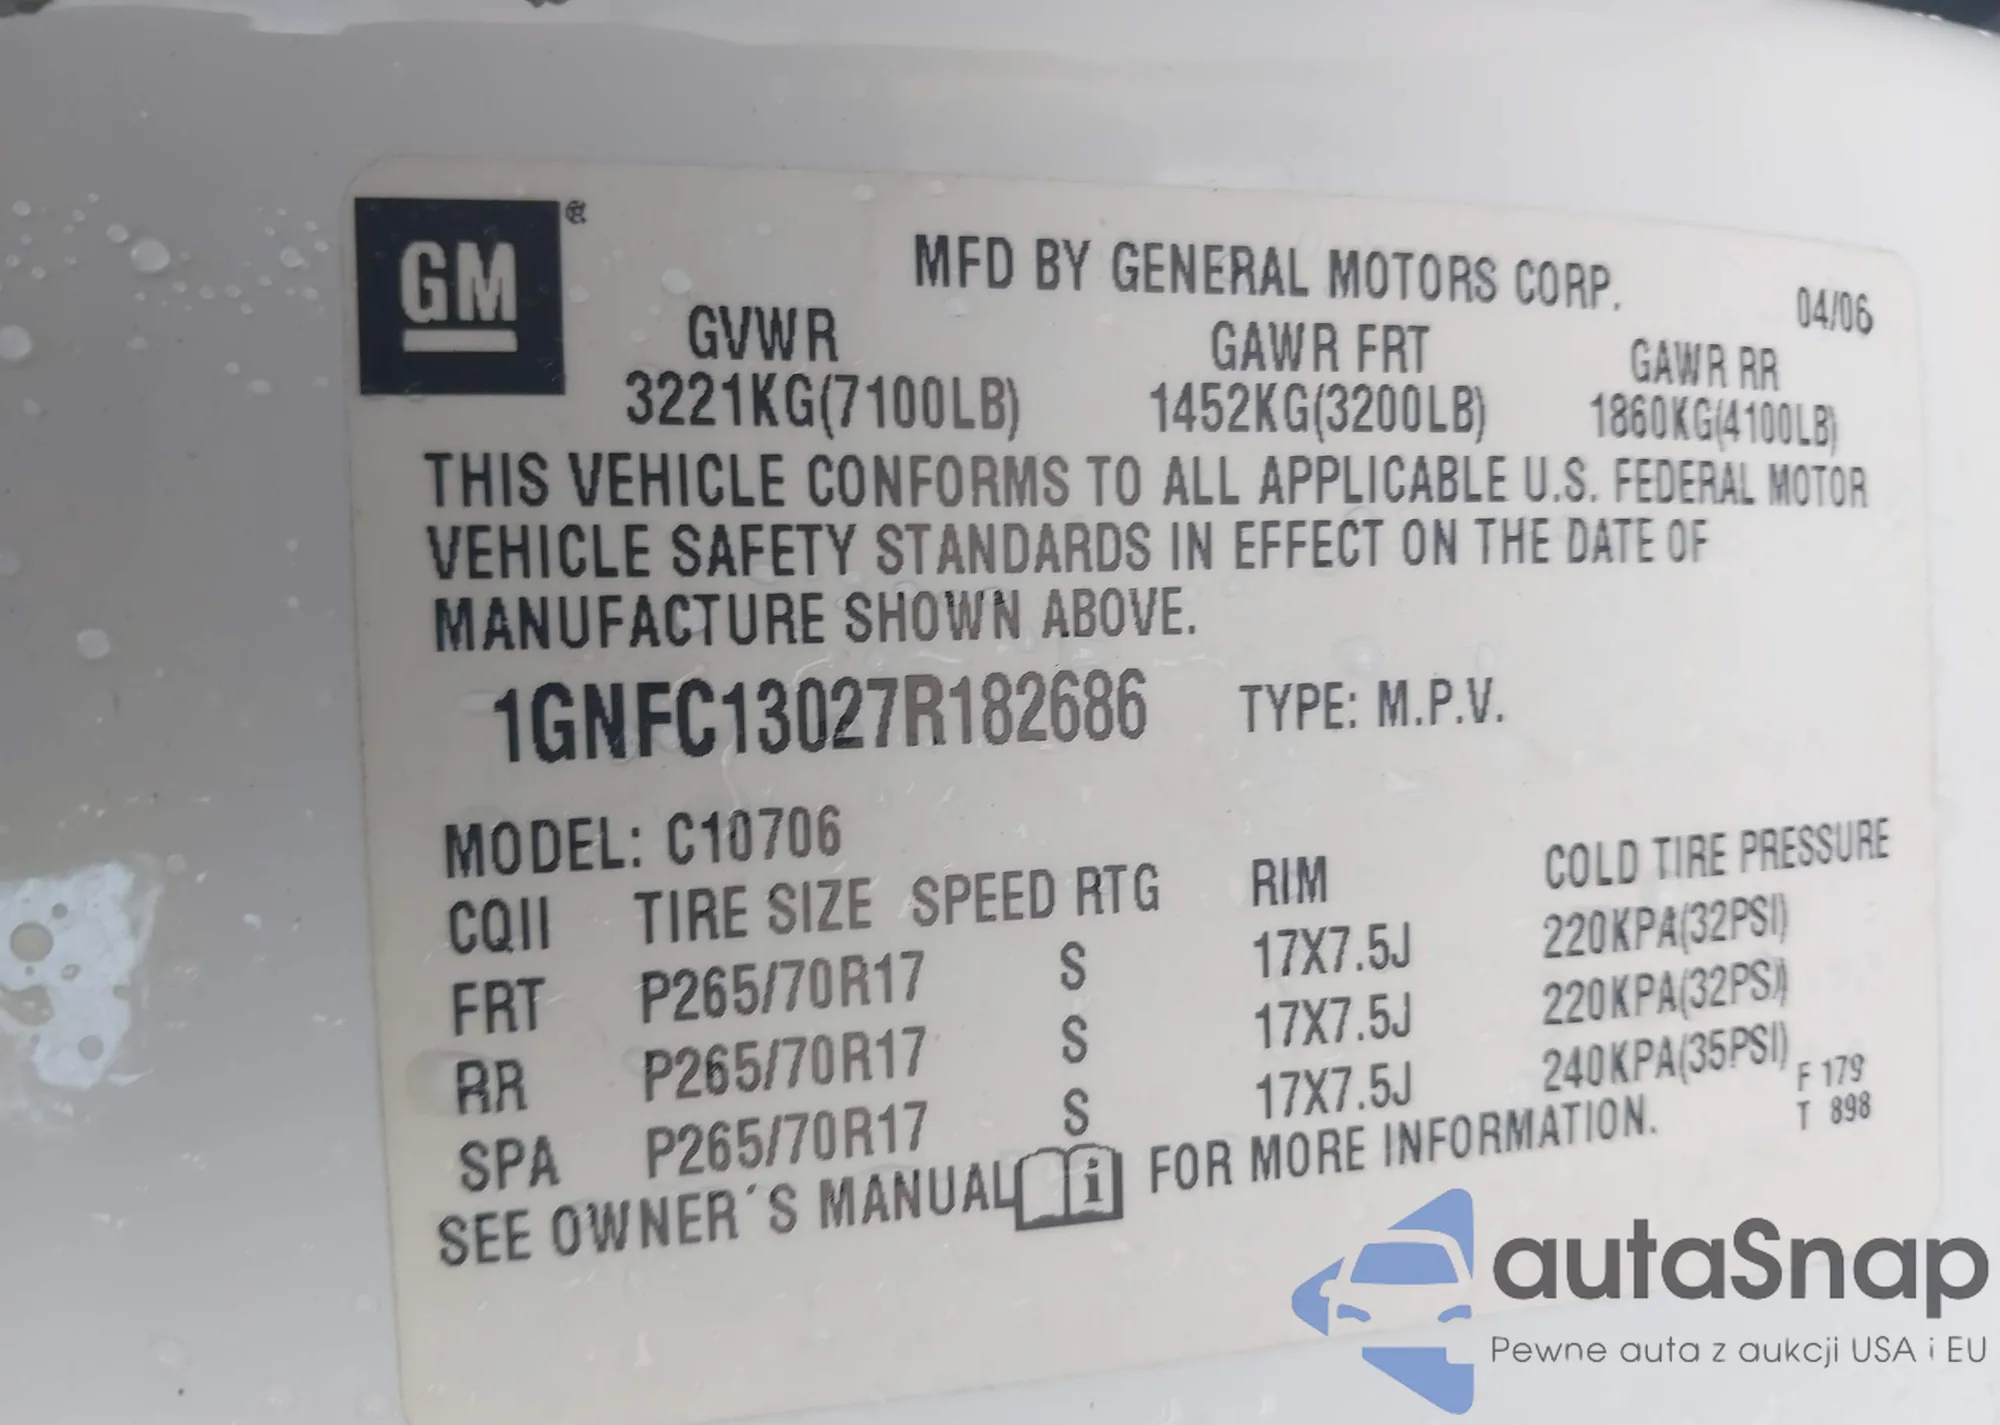 GM ®
MFD BY GENERAL MOTORS CORP. 04/06
GVWR GAWR FRT GAWR RR
3221KG(7100LB) 1452KG(3200LB) 1860KG(4100LB)
THIS VEHICLE CONFORMS TO ALL APPLICABLE U.S. FEDERAL MOTOR
VEHICLE SAFETY STANDARDS IN EFFECT ON THE DATE OF
MANUFACTURE SHOWN ABOVE.
1GNFC13027R182686 TYPE: M.P.V.
MODEL: C10706
CQII TIRE SIZE SPEED RTG RIM COLD TIRE PRESSURE
FRT P265/70R17 S 17X7.5J 220KPA(32PSI)
RR P265/70R17 S 17X7.5J 220KPA(32PSI)
SPA P265/70R17 S 17X7.5J 240KPA(35PSI)
F 179
T 898
SEE OWNER´S MANUAL i FOR MORE INFORMATION.
autaSnap
Pewne auta z aukcji USA i EU